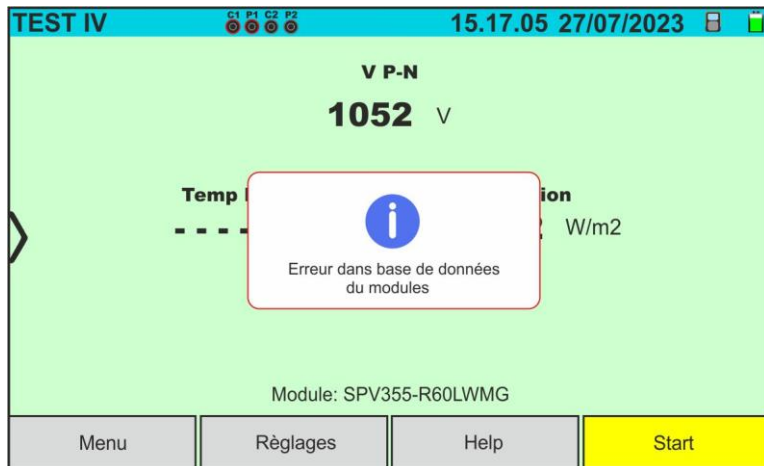 TEST IV C1 P1 C2 P2 15.17.05 27/07/2023
V P-N
1052 V
Temp ion
- - - - W/m2
Erreur dans base de données
du modules
Module: SPV355-R60LWMG
Menu Règlages Help Start